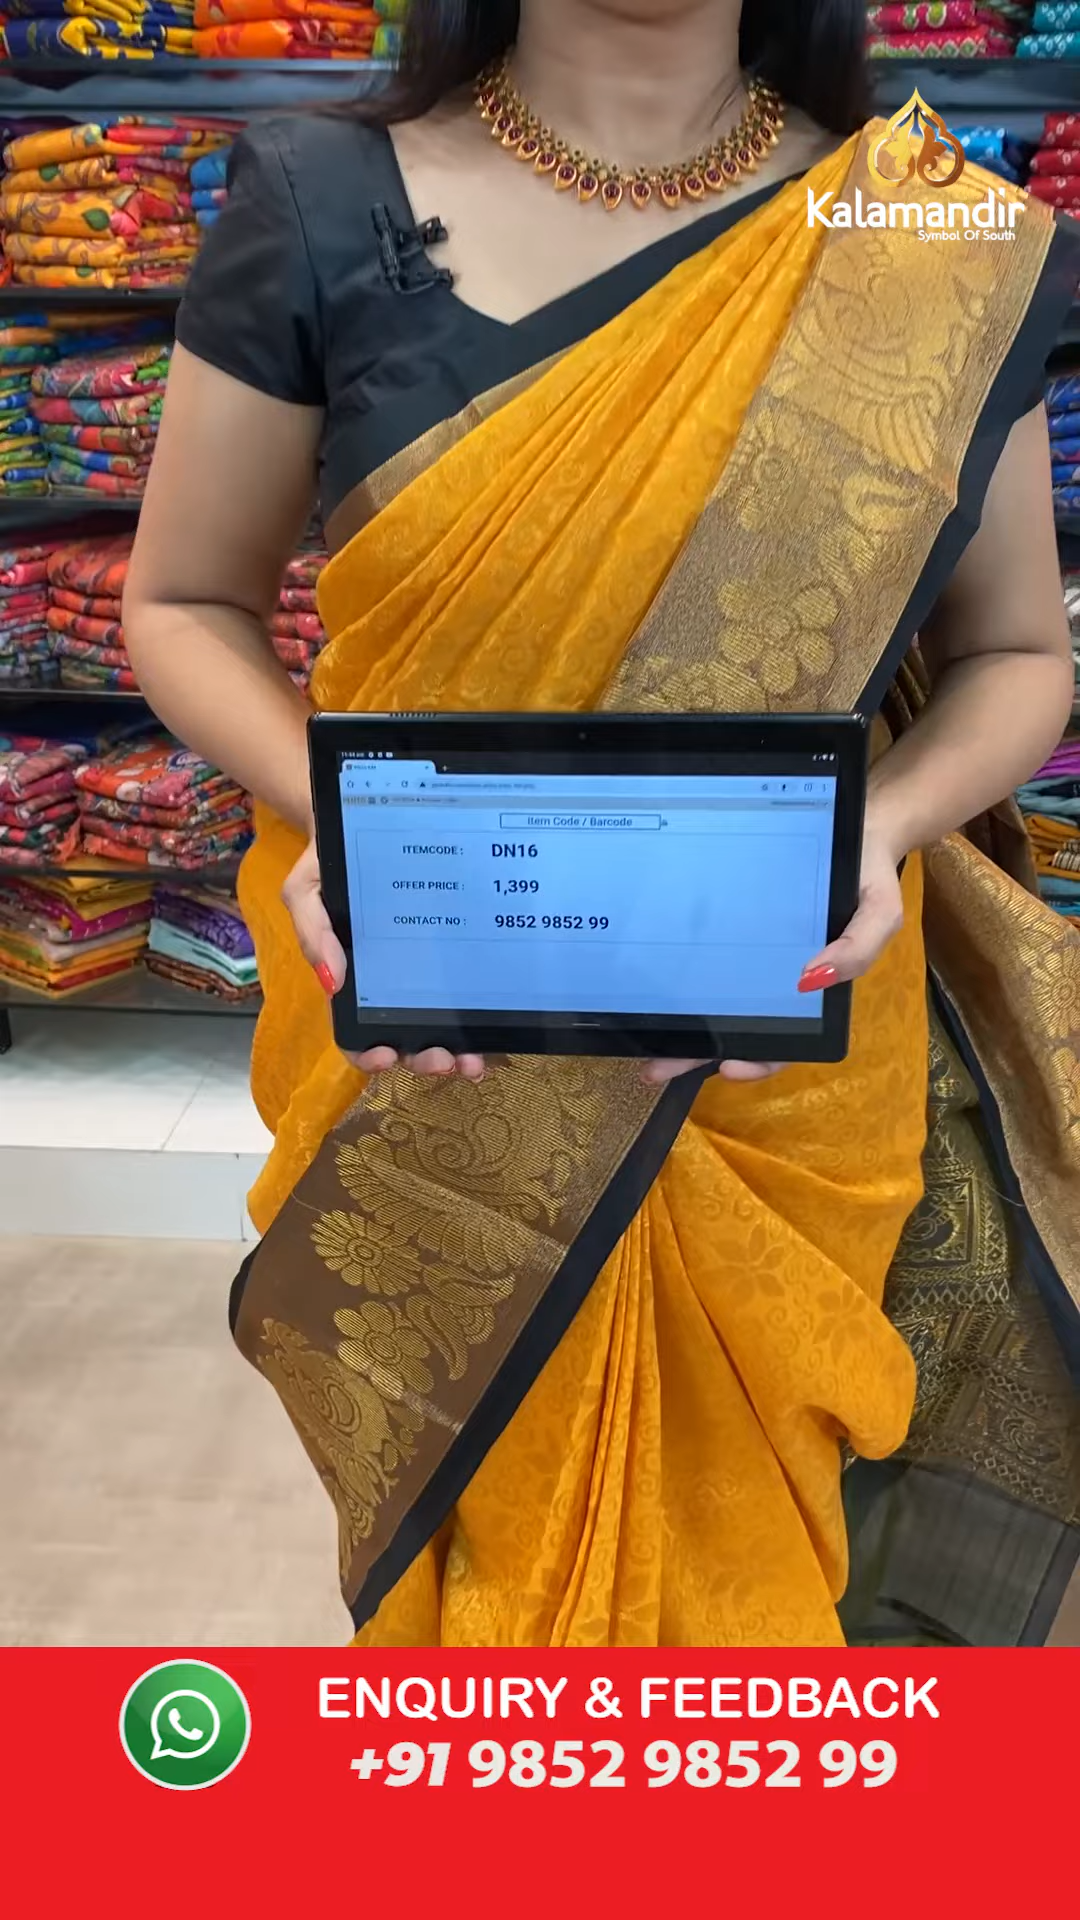 Kalamandir
Symbol Of South
Item Code / Barcode
ITEMCODE : DN16
OFFER PRICE : 1,399
CONTACT NO : 9852 9852 99
ENQUIRY & FEEDBACK
+91 9852 9852 99